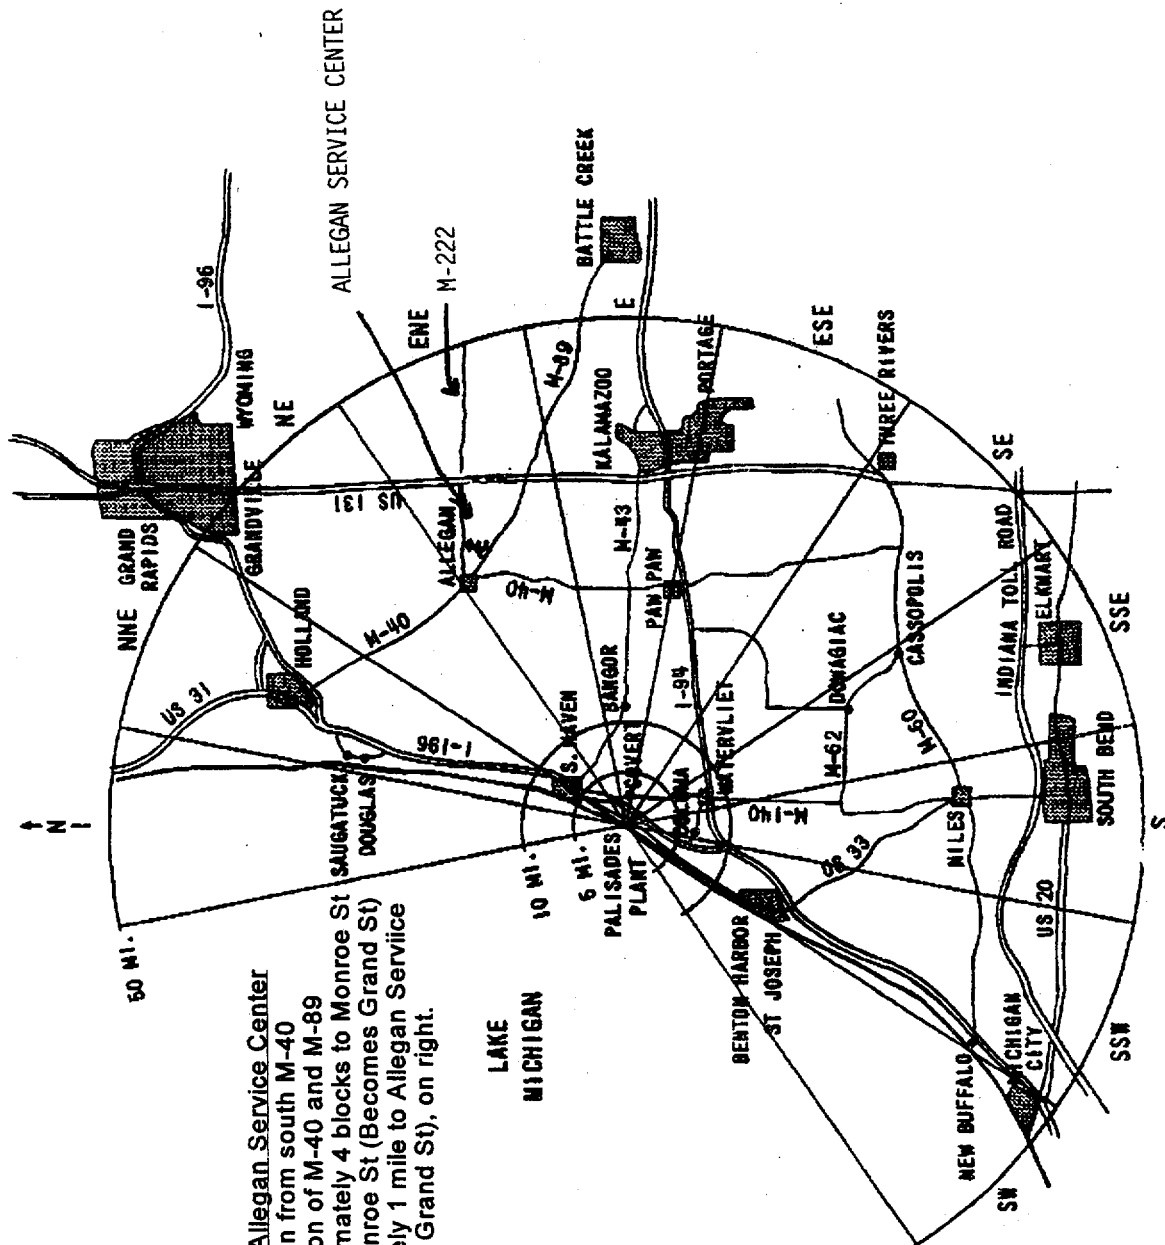 Allegan Service Center
n from south M-40
on of M-40 and M-89
mately 4 blocks to Monroe St
nroe St (Becomes Grand St)
ely 1 mile to Allegan Serviice
Grand St), on right.
ALLEGAN SERVICE CENTER
N
NNE
NE
ENE
E
ESE
SE
SSE
S
SSW
SW
50 MI.
10 MI.
5 MI.
PALISADES
PLANT
LAKE
MICHIGAN
GRAND
RAPIDS
WYOMING
GRANDVILLE
I-96
US 31
HOLLAND
M-40
SAUGATUCK
DOUGLAS
I-196
US 131
ALLEGAN
M-222
M-89
BATTLE CREEK
M-40
S. HAVEN
BANGOR
COVERT
M-43
KALAMAZOO
PORTAGE
PAW PAW
I-94
WATERVLIET
M-140
BENTON HARBOR
ST JOSEPH
DOWAGIAC
M-62
CASSOPOLIS
M-60
THREE RIVERS
NILES
INDIANA TOLL ROAD
ELKHART
SOUTH BEND
US 20
NEW BUFFALO
MICHIGAN
CITY